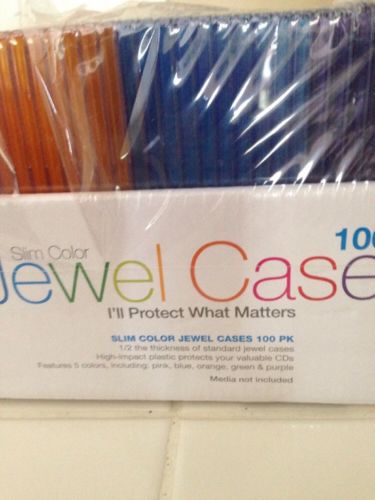 Slim Color
Jewel Case
100
I'll Protect What Matters
SLIM COLOR JEWEL CASES 100 PK
1/2 the thickness of standard jewel cases
High-impact plastic protects your valuable CDs
Features 5 colors, including: pink, blue, orange, green & purple
Media not included